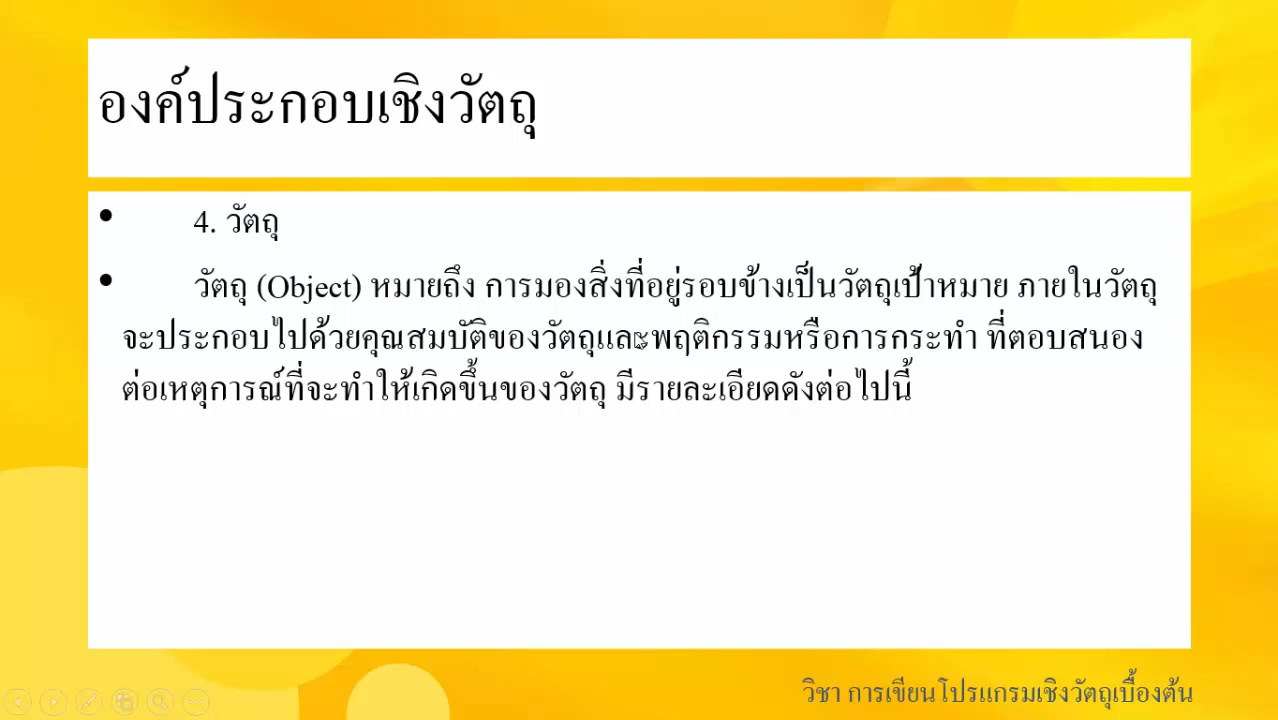 องค์ประกอบเชิงวัตถุ
• 4. วัตถุ
• วัตถุ (Object) หมายถึง การมองสิ่งที่อยู่รอบข้างเป็นวัตถุเป้าหมาย ภายในวัตถุ
จะประกอบไปด้วยคุณสมบัติของวัตถุและพฤติกรรมหรือการกระทำ ที่ตอบสนอง
ต่อเหตุการณ์ที่จะทำให้เกิดขึ้นของวัตถุ มีรายละเอียดดังต่อไปนี้
วิชา การเขียนโปรแกรมเชิงวัตถุเบื้องต้น